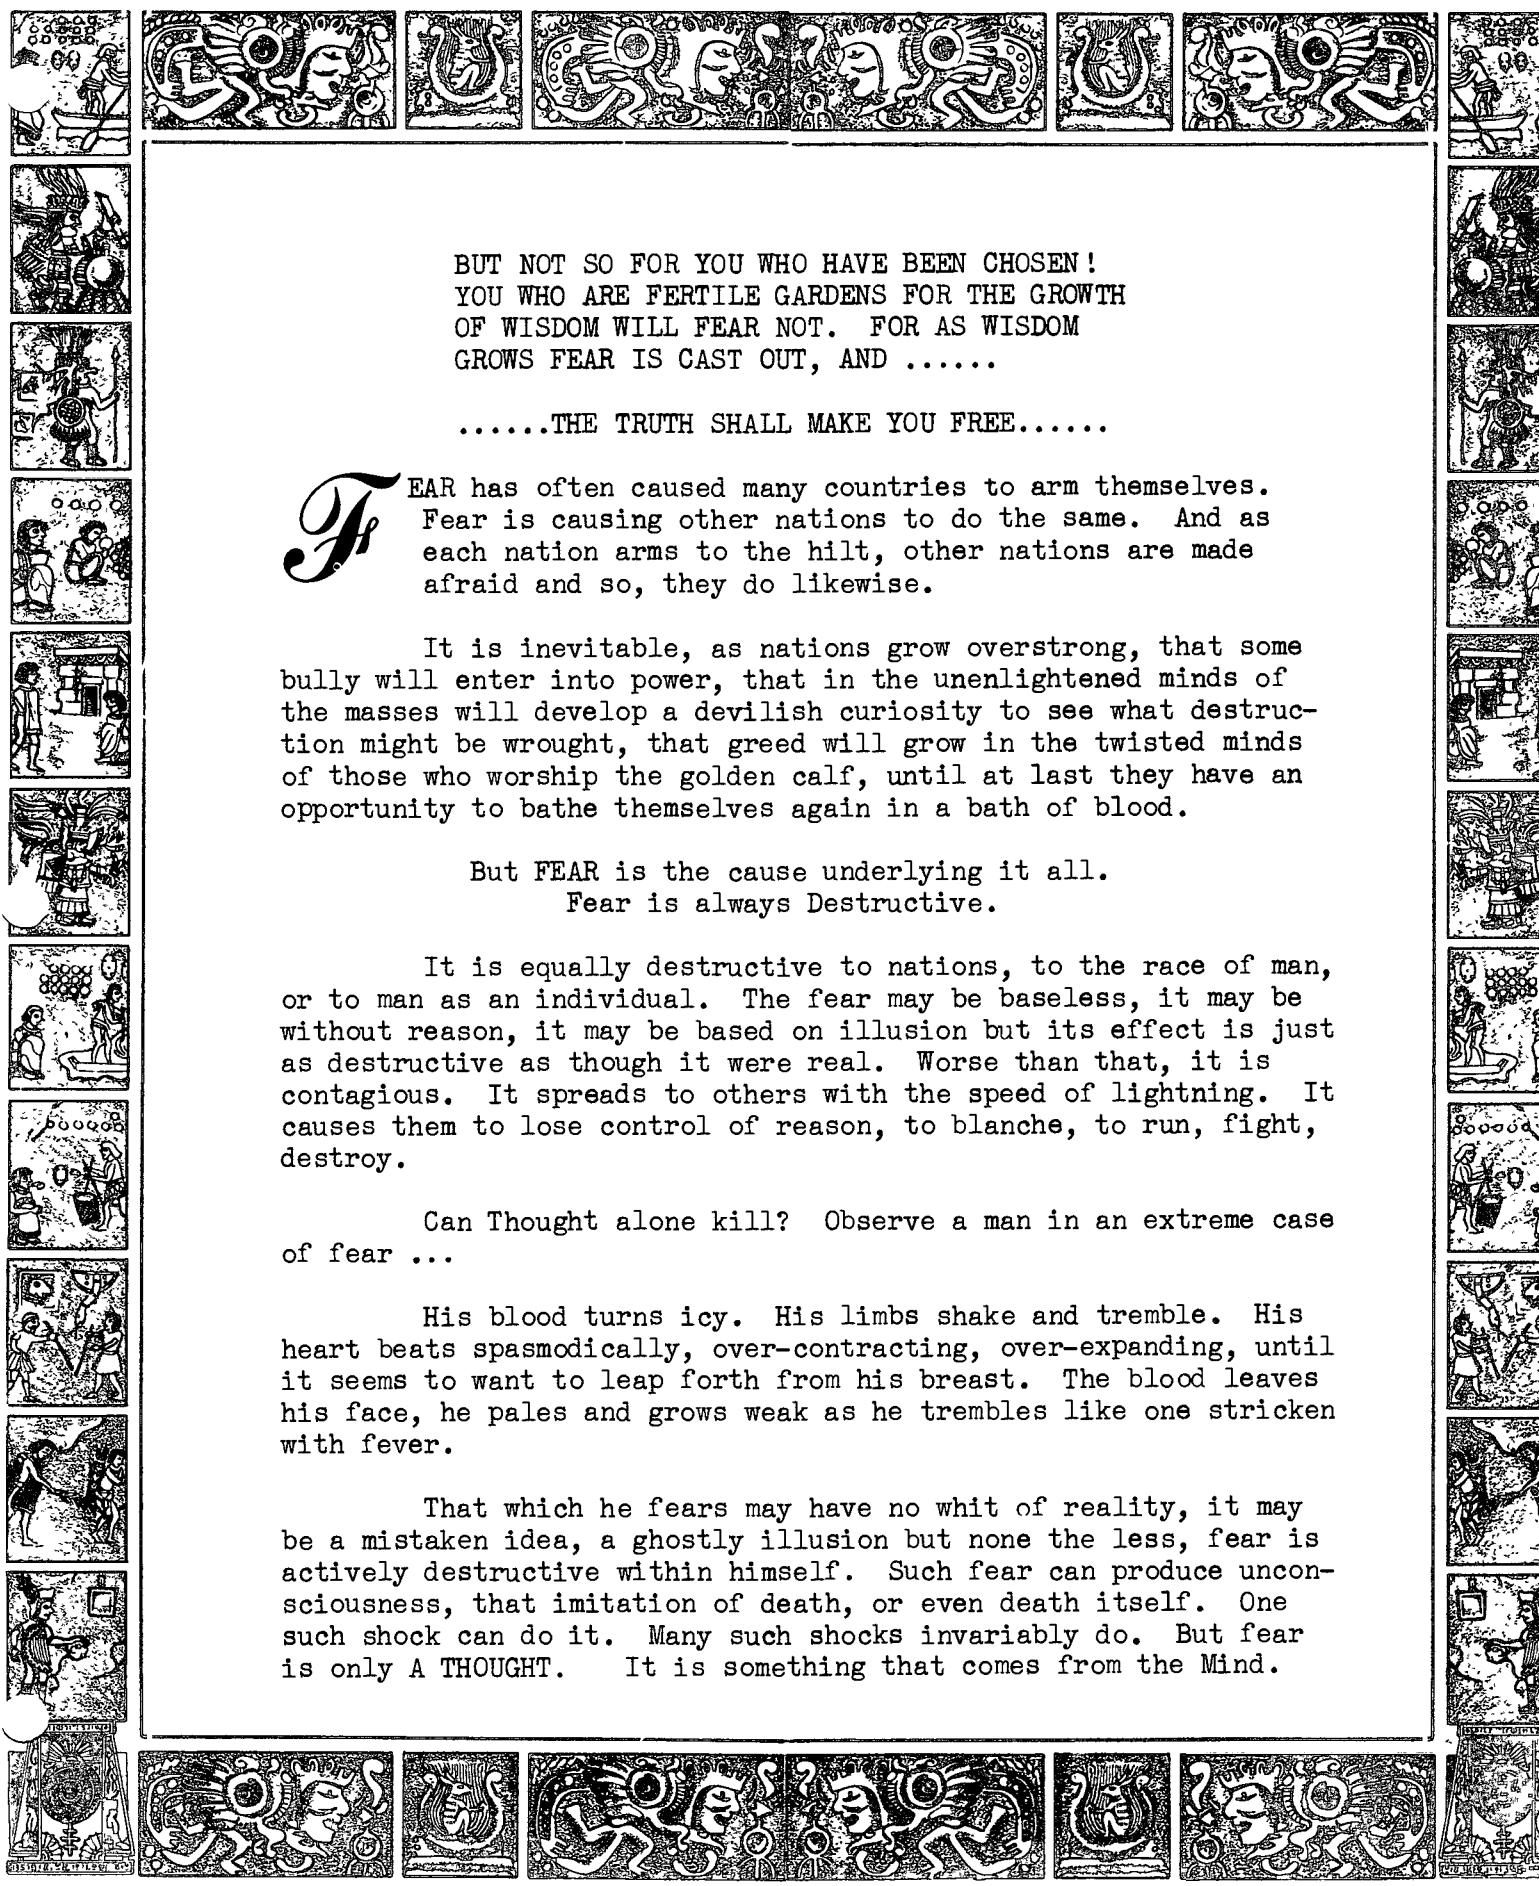 BUT NOT SO FOR YOU WHO HAVE BEEN CHOSEN!
YOU WHO ARE FERTILE GARDENS FOR THE GROWTH
OF WISDOM WILL FEAR NOT. FOR AS WISDOM
GROWS FEAR IS CAST OUT, AND ......
......THE TRUTH SHALL MAKE YOU FREE......
FEAR has often caused many countries to arm themselves.
Fear is causing other nations to do the same. And as
each nation arms to the hilt, other nations are made
afraid and so, they do likewise.
It is inevitable, as nations grow overstrong, that some
bully will enter into power, that in the unenlightened minds of
the masses will develop a devilish curiosity to see what destruc-
tion might be wrought, that greed will grow in the twisted minds
of those who worship the golden calf, until at last they have an
opportunity to bathe themselves again in a bath of blood.
But FEAR is the cause underlying it all.
Fear is always Destructive.
It is equally destructive to nations, to the race of man,
or to man as an individual. The fear may be baseless, it may be
without reason, it may be based on illusion but its effect is just
as destructive as though it were real. Worse than that, it is
contagious. It spreads to others with the speed of lightning. It
causes them to lose control of reason, to blanche, to run, fight,
destroy.
Can Thought alone kill? Observe a man in an extreme case
of fear ...
His blood turns icy. His limbs shake and tremble. His
heart beats spasmodically, over-contracting, over-expanding, until
it seems to want to leap forth from his breast. The blood leaves
his face, he pales and grows weak as he trembles like one stricken
with fever.
That which he fears may have no whit of reality, it may
be a mistaken idea, a ghostly illusion but none the less, fear is
actively destructive within himself. Such fear can produce uncon-
sciousness, that imitation of death, or even death itself. One
such shock can do it. Many such shocks invariably do. But fear
is only A THOUGHT. It is something that comes from the Mind.